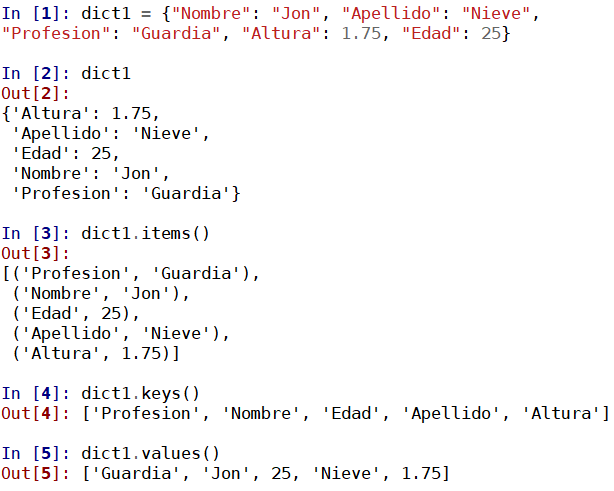 In [1]: dict1 = {"Nombre": "Jon", "Apellido": "Nieve",
"Profesion": "Guardia", "Altura": 1.75, "Edad": 25}
In [2]: dict1
Out[2]:
{'Altura': 1.75,
 'Apellido': 'Nieve',
 'Edad': 25,
 'Nombre': 'Jon',
 'Profesion': 'Guardia'}
In [3]: dict1.items()
Out[3]:
[('Profesion', 'Guardia'),
 ('Nombre', 'Jon'),
 ('Edad', 25),
 ('Apellido', 'Nieve'),
 ('Altura', 1.75)]
In [4]: dict1.keys()
Out[4]: ['Profesion', 'Nombre', 'Edad', 'Apellido', 'Altura']
In [5]: dict1.values()
Out[5]: ['Guardia', 'Jon', 25, 'Nieve', 1.75]